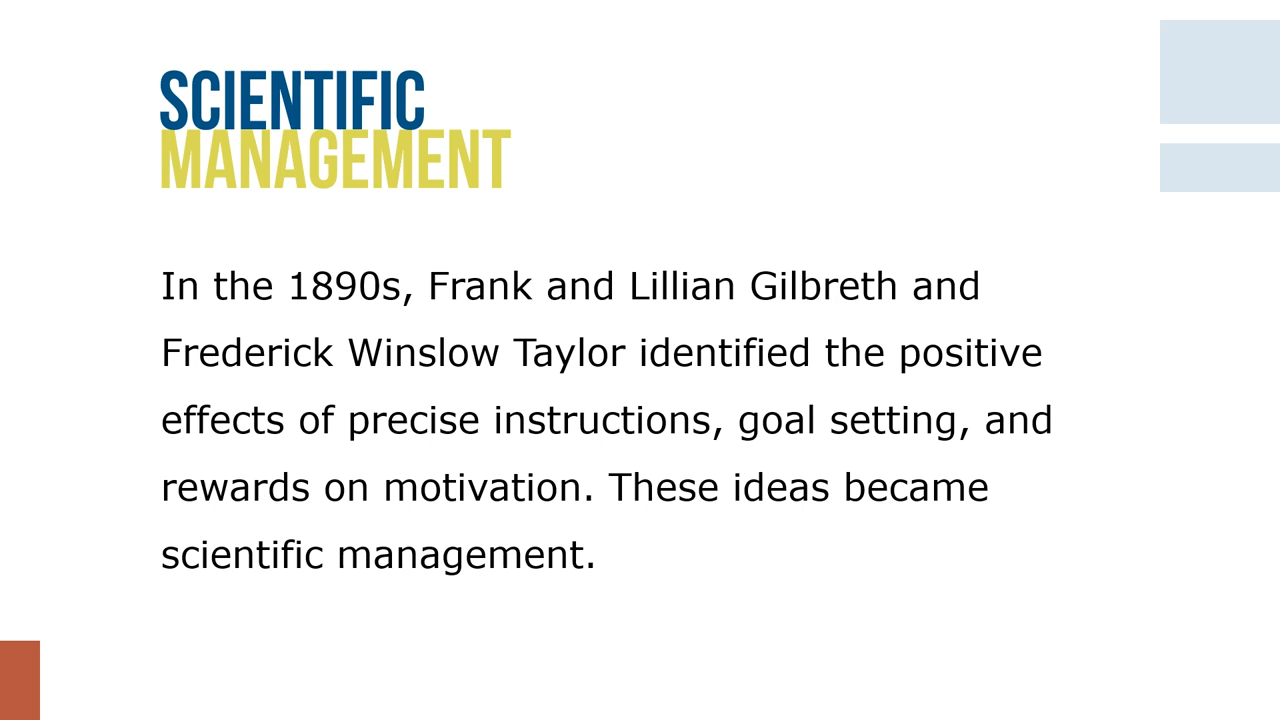 SCIENTIFIC
MANAGEMENT
In the 1890s, Frank and Lillian Gilbreth and
Frederick Winslow Taylor identified the positive
effects of precise instructions, goal setting, and
rewards on motivation. These ideas became
scientific management.